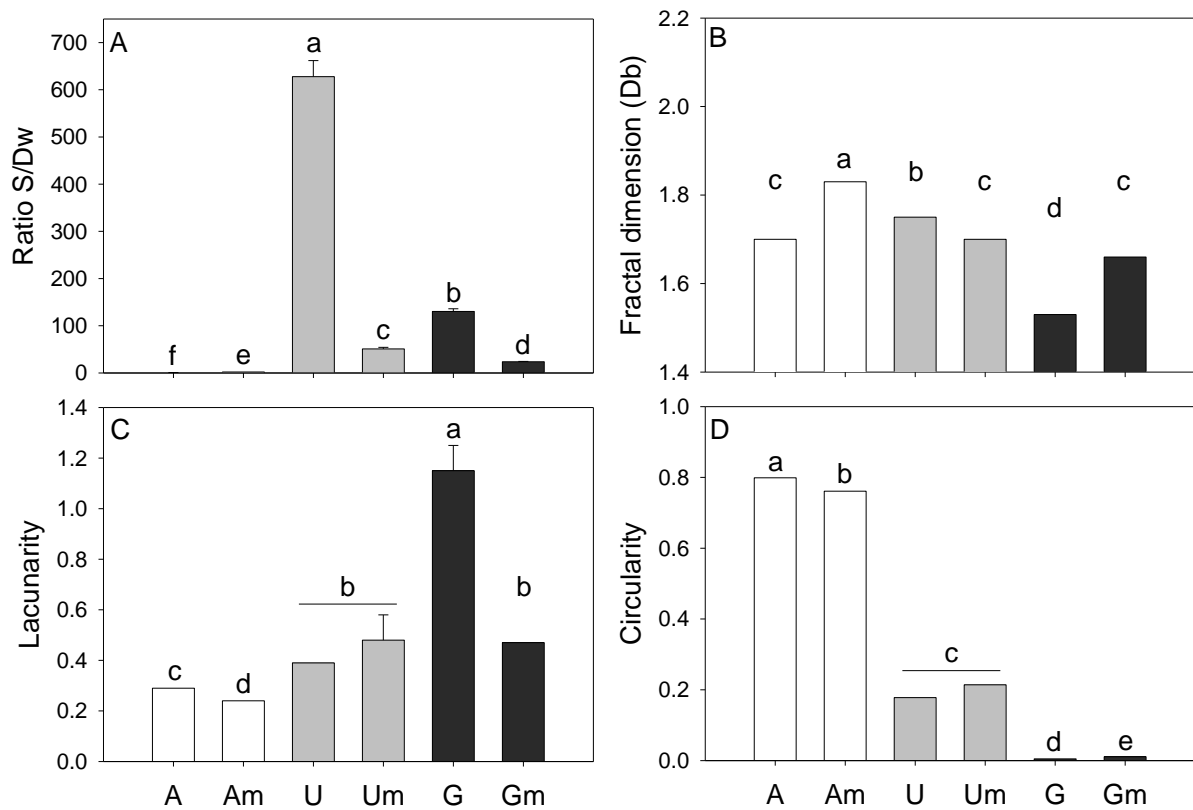 A
Ratio S/Dw
700
600
500
400
300
200
100
0
f
e
a
c
b
d
B
Fractal dimension (Db)
2.2
2.0
1.8
1.6
1.4
c
a
b
c
d
c
C
Lacunarity
1.4
1.2
1.0
0.8
0.6
0.4
0.2
0.0
c
d
b
a
b
A Am U Um G Gm
D
Circularity
1.0
0.8
0.6
0.4
0.2
0.0
a
b
c
d
e
A Am U Um G Gm